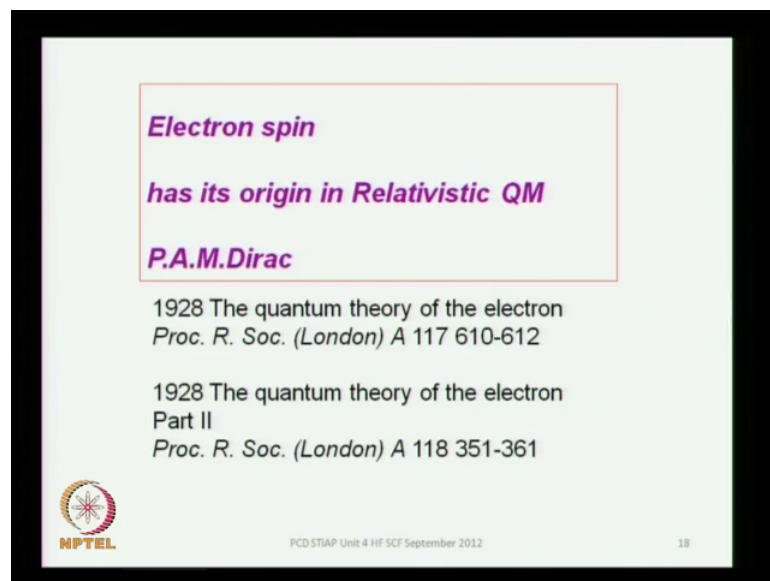 Electron spin
has its origin in Relativistic QM
P.A.M.Dirac
1928 The quantum theory of the electron
Proc. R. Soc. (London) A 117 610-612
1928 The quantum theory of the electron
Part II
Proc. R. Soc. (London) A 118 351-361
NPTEL
PCD STIAP Unit 4 HF SCF September 2012
18